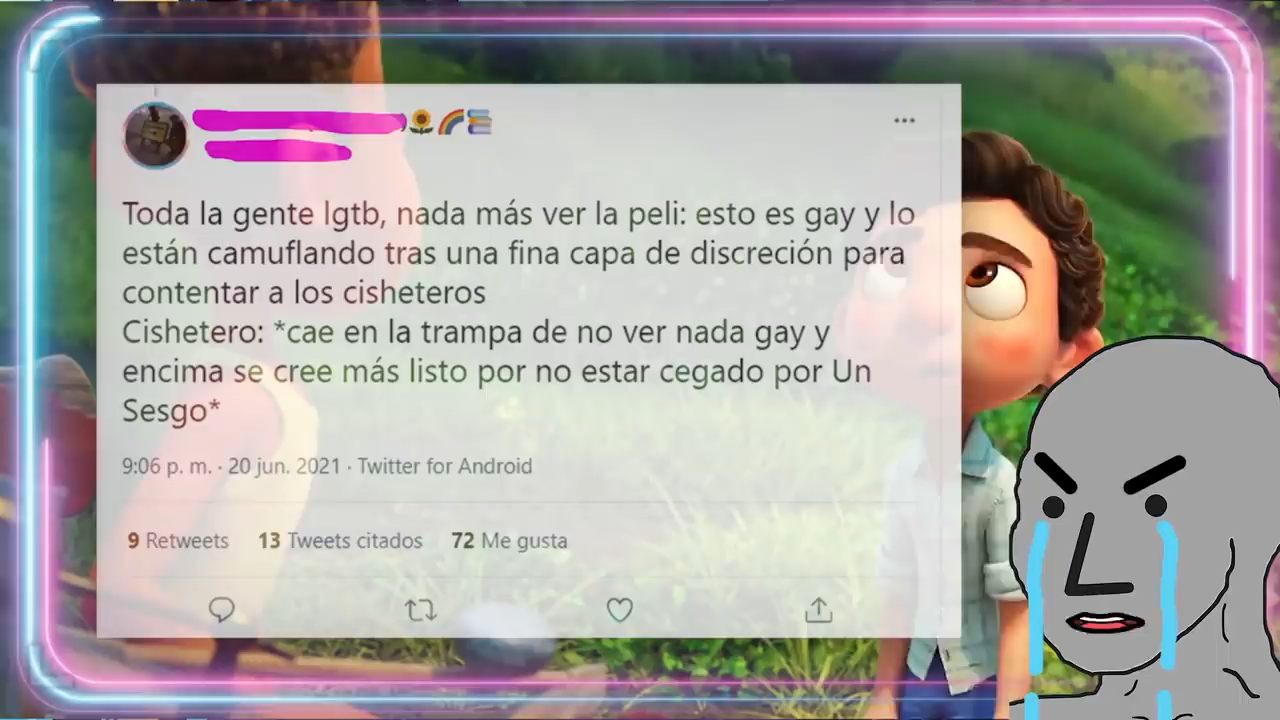 Toda la gente lgtb, nada más ver la peli: esto es gay y lo
están camuflando tras una fina capa de discreción para
contentar a los cisheteros
Cishetero: *cae en la trampa de no ver nada gay y
encima se cree más listo por no estar cegado por Un
Sesgo*
9:06 p. m. · 20 jun. 2021 · Twitter for Android
9 Retweets 13 Tweets citados 72 Me gusta